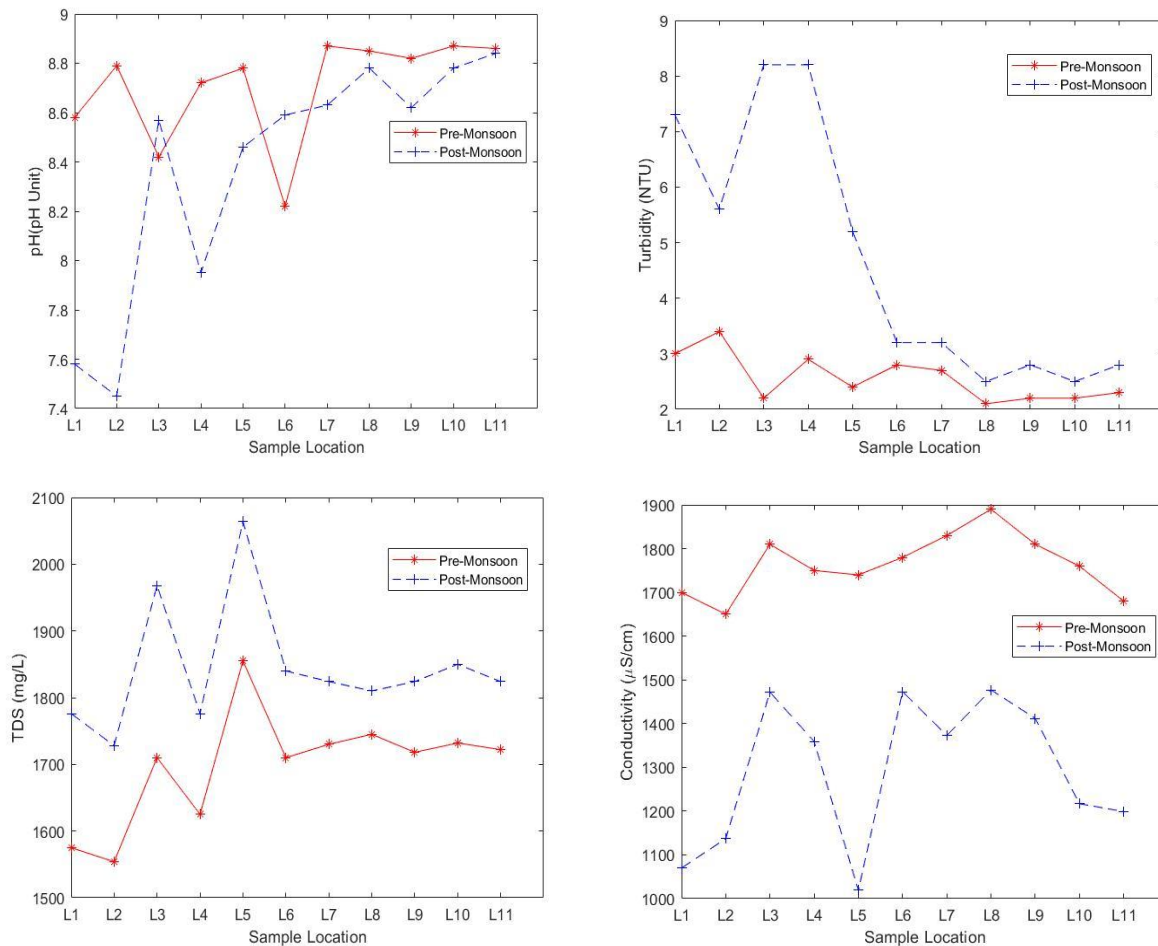 9
8.8
8.6
8.4
8.2
8
7.8
7.6
7.4
pH(pH Unit)
Pre-Monsoon
Post-Monsoon
L1 L2 L3 L4 L5 L6 L7 L8 L9 L10 L11
Sample Location
9
8
7
6
5
4
3
2
Turbidity (NTU)
Pre-Monsoon
Post-Monsoon
L1 L2 L3 L4 L5 L6 L7 L8 L9 L10 L11
Sample Location
2100
2000
1900
1800
1700
1600
1500
TDS (mg/L)
Pre-Monsoon
Post-Monsoon
L1 L2 L3 L4 L5 L6 L7 L8 L9 L10 L11
Sample Location
1900
1800
1700
1600
1500
1400
1300
1200
1100
1000
Conductivity (μS/cm)
Pre-Monsoon
Post-Monsoon
L1 L2 L3 L4 L5 L6 L7 L8 L9 L10 L11
Sample Location